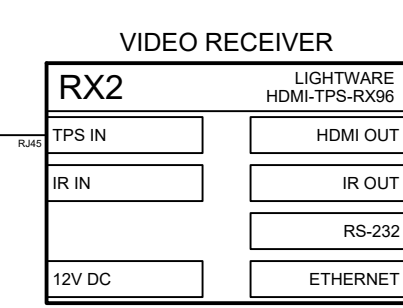 VIDEO RECEIVER
RX2
LIGHTWARE
HDMI-TPS-RX96
RJ45
TPS IN
HDMI OUT
IR IN
IR OUT
RS-232
12V DC
ETHERNET